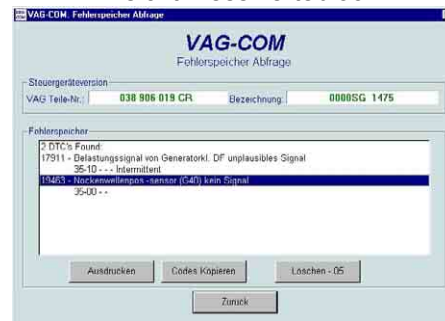 VAG-COM. Fehlerspeicher Abfrage
VAG-COM
Fehlerspeicher Abfrage
Steuergeräteversion
VAG Teile-Nr.: 038 906 019 CR Bezeichnung: 0000SG 1475
Fehlerspeicher
2 DTC's Found:
17911 - Belastungssignal von Generatorkl. DF unplausibles Signal
35-10 - - - Intermittent
19463 - Nockenwellenpos.-sensor (G40) kein Signal
35-00 - -
Ausdrucken Codes Kopieren Löschen - 05
Zurück